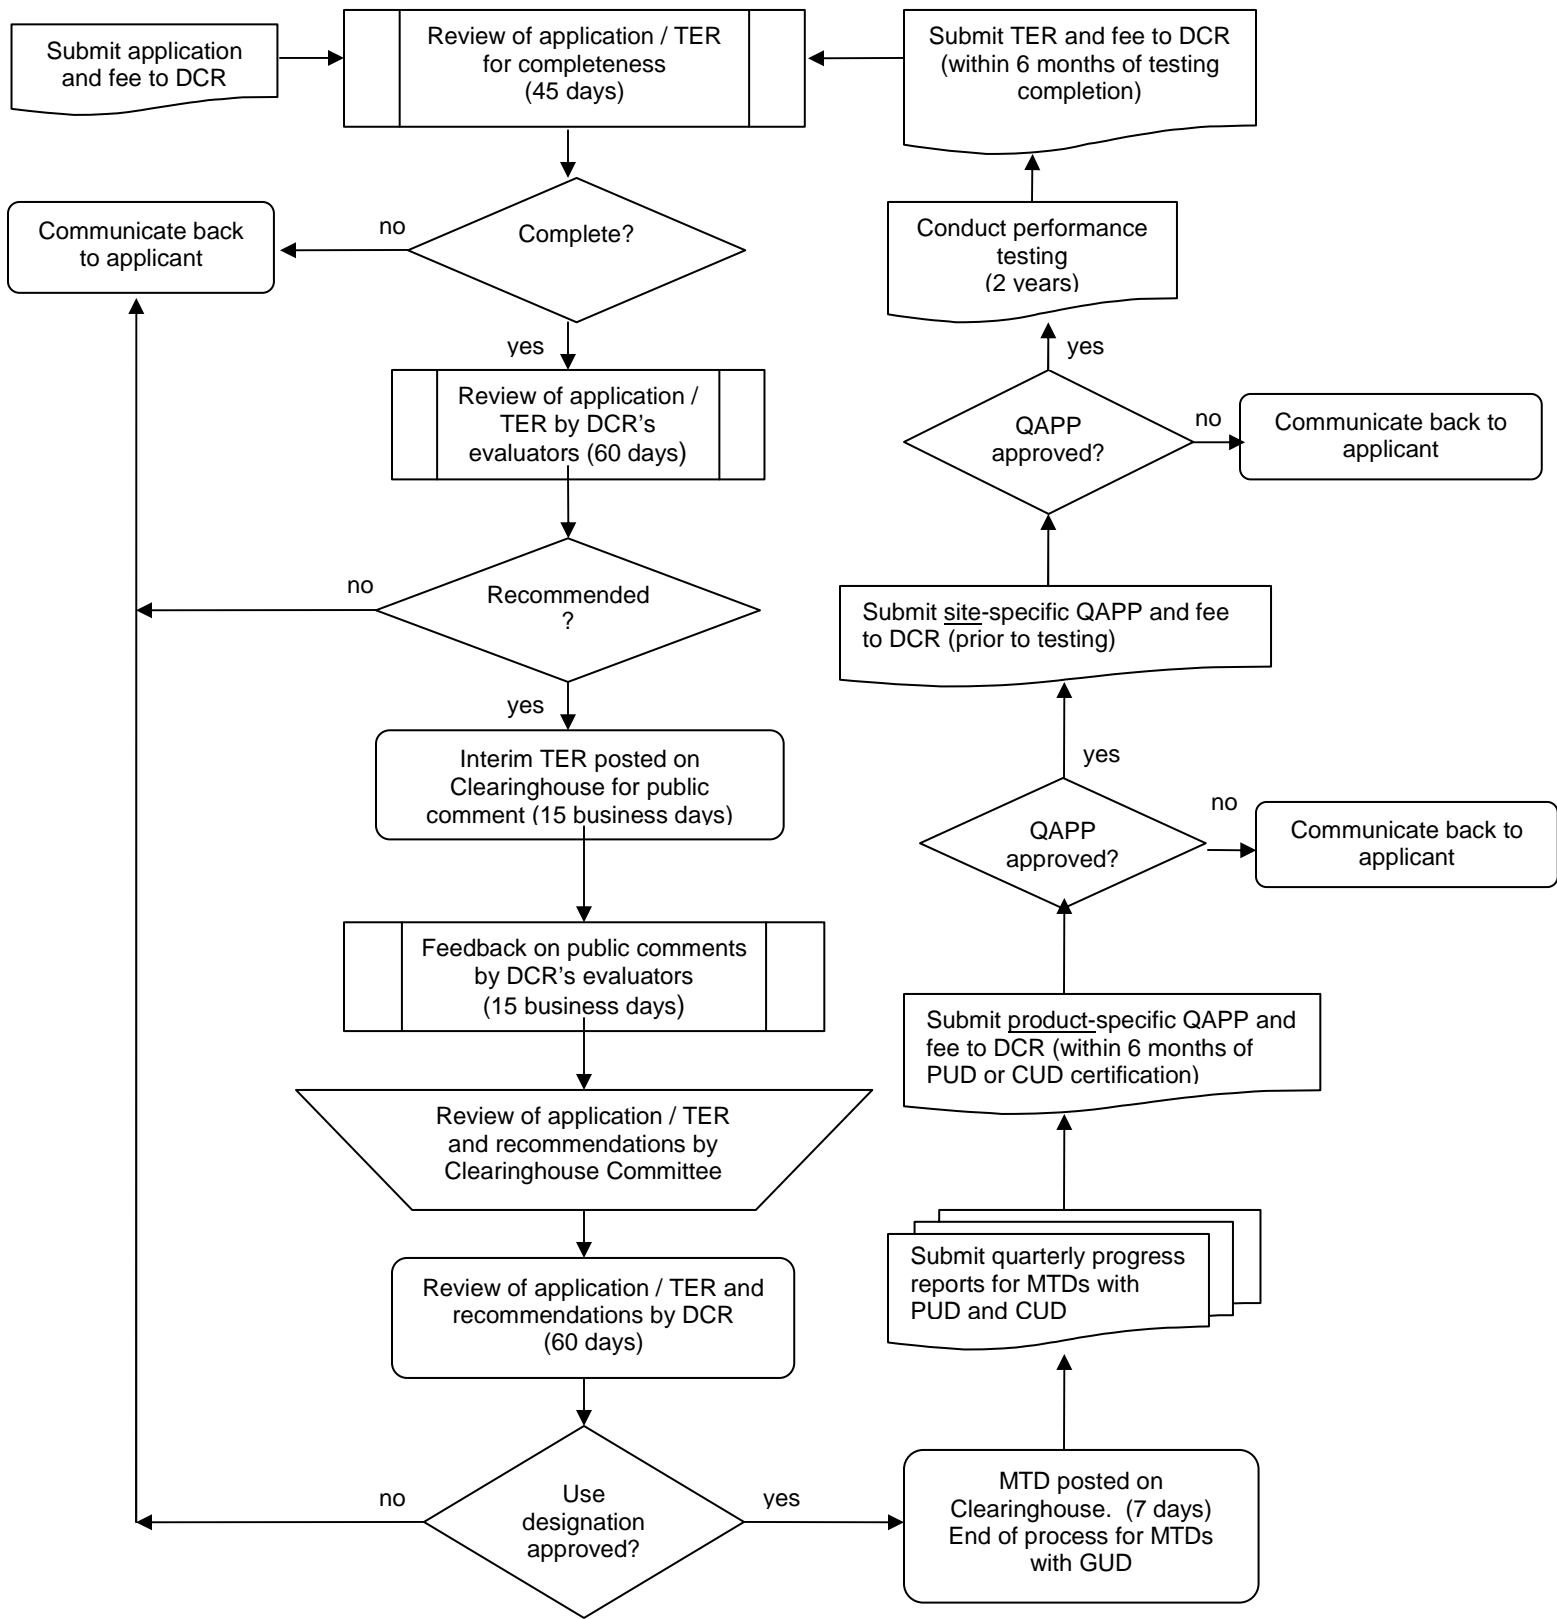 Submit application
and fee to DCR
Review of application / TER
for completeness
(45 days)
Submit TER and fee to DCR
(within 6 months of testing
completion)
Communicate back
to applicant
no
Complete?
yes
Review of application /
TER by DCR's
evaluators (60 days)
no
Recommended
?
yes
Interim TER posted on
Clearinghouse for public
comment (15 business days)
Feedback on public comments
by DCR's evaluators
(15 business days)
Review of application / TER
and recommendations by
Clearinghouse Committee
Review of application / TER and
recommendations by DCR
(60 days)
no
Use
designation
approved?
yes
MTD posted on
Clearinghouse. (7 days)
End of process for MTDs
with GUD
Submit quarterly progress
reports for MTDs with
PUD and CUD
Submit product-specific QAPP and
fee to DCR (within 6 months of
PUD or CUD certification)
QAPP
approved?
no
Communicate back to
applicant
yes
Submit site-specific QAPP and fee
to DCR (prior to testing)
QAPP
approved?
no
Communicate back to
applicant
yes
Conduct performance
testing
(2 years)